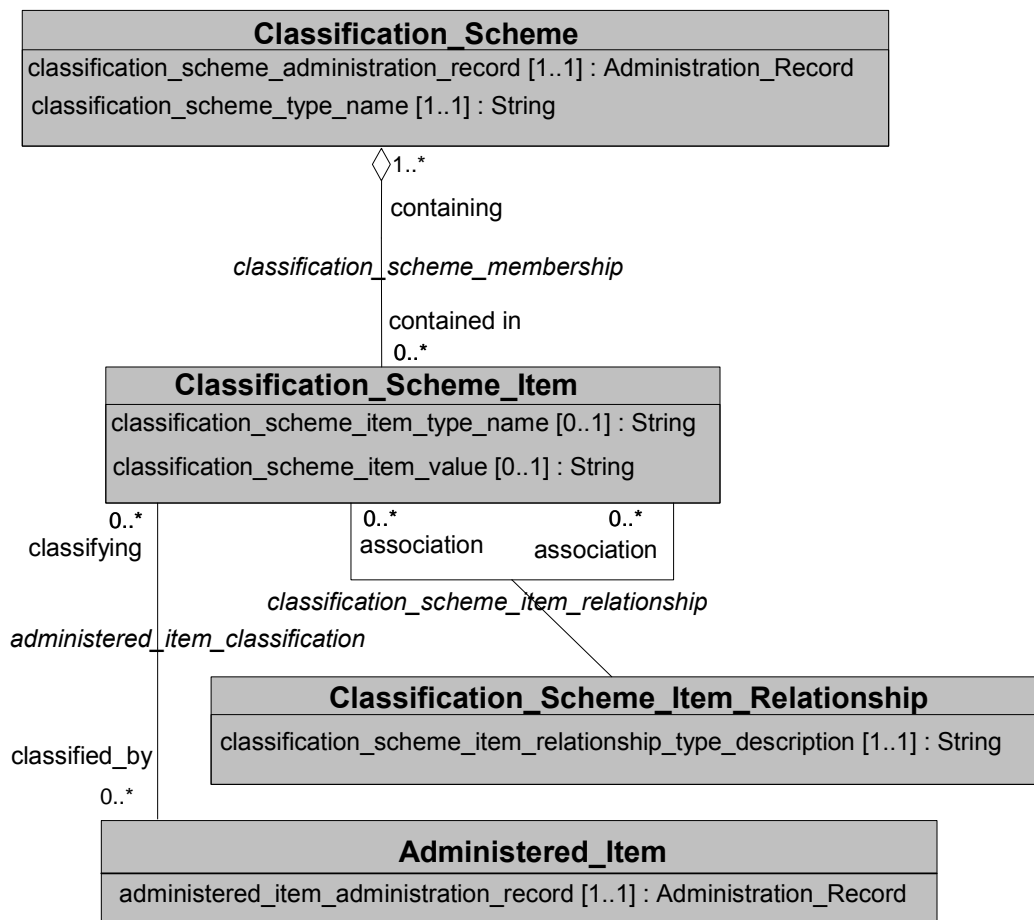 Classification_Scheme
classification_scheme_administration_record [1..1] : Administration_Record
classification_scheme_type_name [1..1] : String
1..*
containing
classification_scheme_membership
contained in
0..*
Classification_Scheme_Item
classification_scheme_item_type_name [0..1] : String
classification_scheme_item_value [0..1] : String
0..* 0..* 0..*
classifying association association
classification_scheme_item_relationship
administered_item_classification
Classification_Scheme_Item_Relationship
classification_scheme_item_relationship_type_description [1..1] : String
classified_by
0..*
Administered_Item
administered_item_administration_record [1..1] : Administration_Record